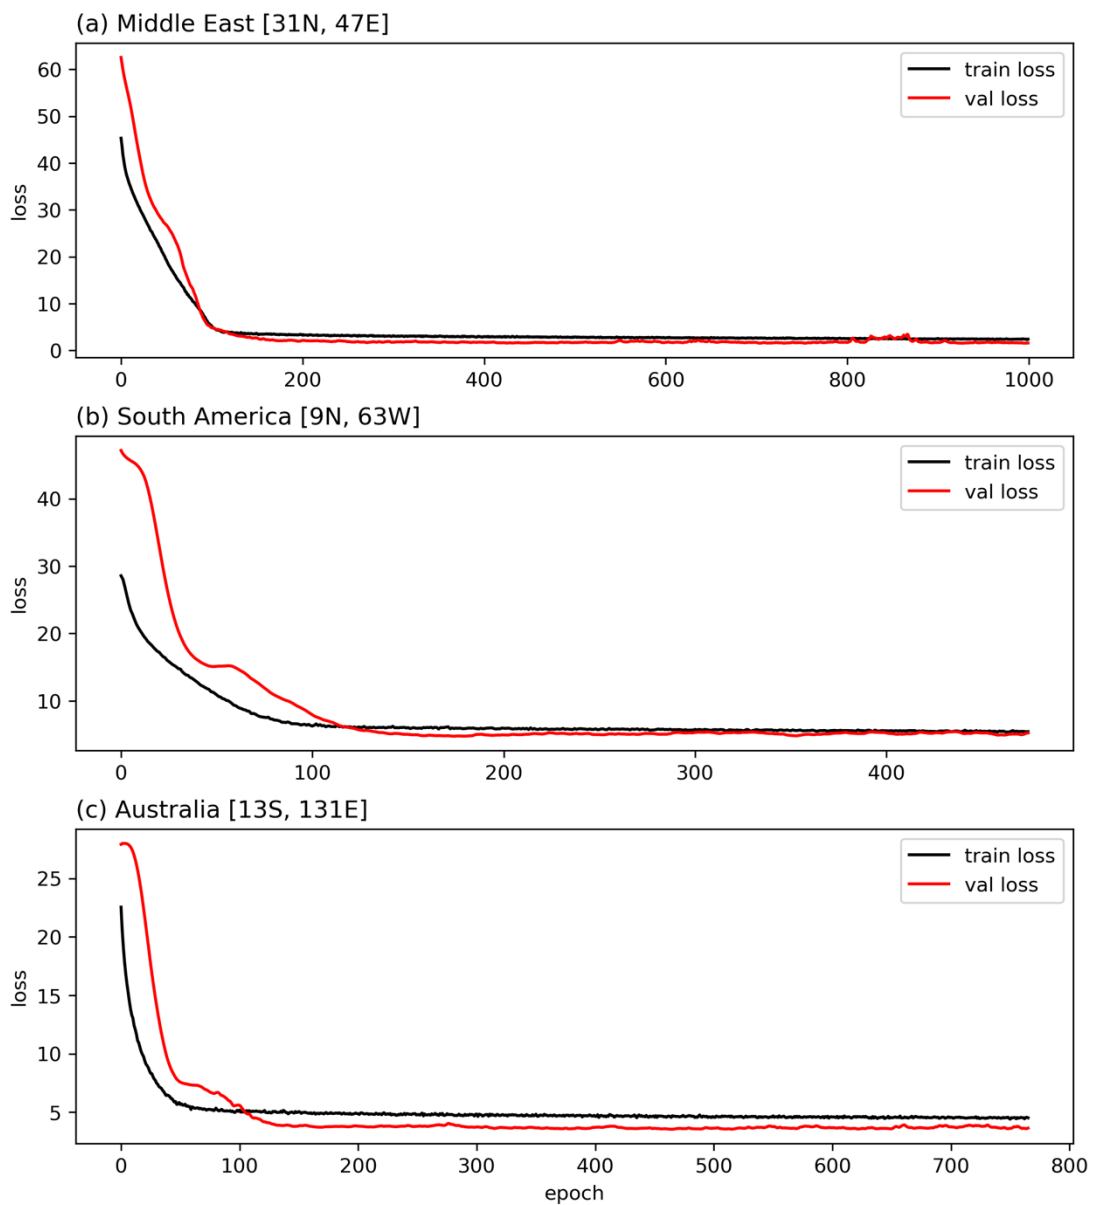 (a) Middle East [31N, 47E]
60
50
40
30
20
10
0
loss
train loss
val loss
0 200 400 600 800 1000
(b) South America [9N, 63W]
40
30
20
10
loss
train loss
val loss
0 100 200 300 400
(c) Australia [13S, 131E]
25
20
15
10
5
loss
train loss
val loss
0 100 200 300 400 500 600 700 800
epoch